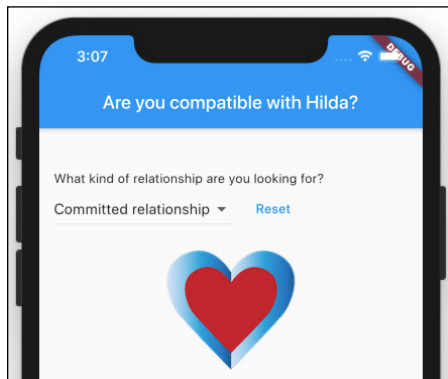 3:07
DEBUG
Are you compatible with Hilda?
What kind of relationship are you looking for?
Committed relationship
Reset